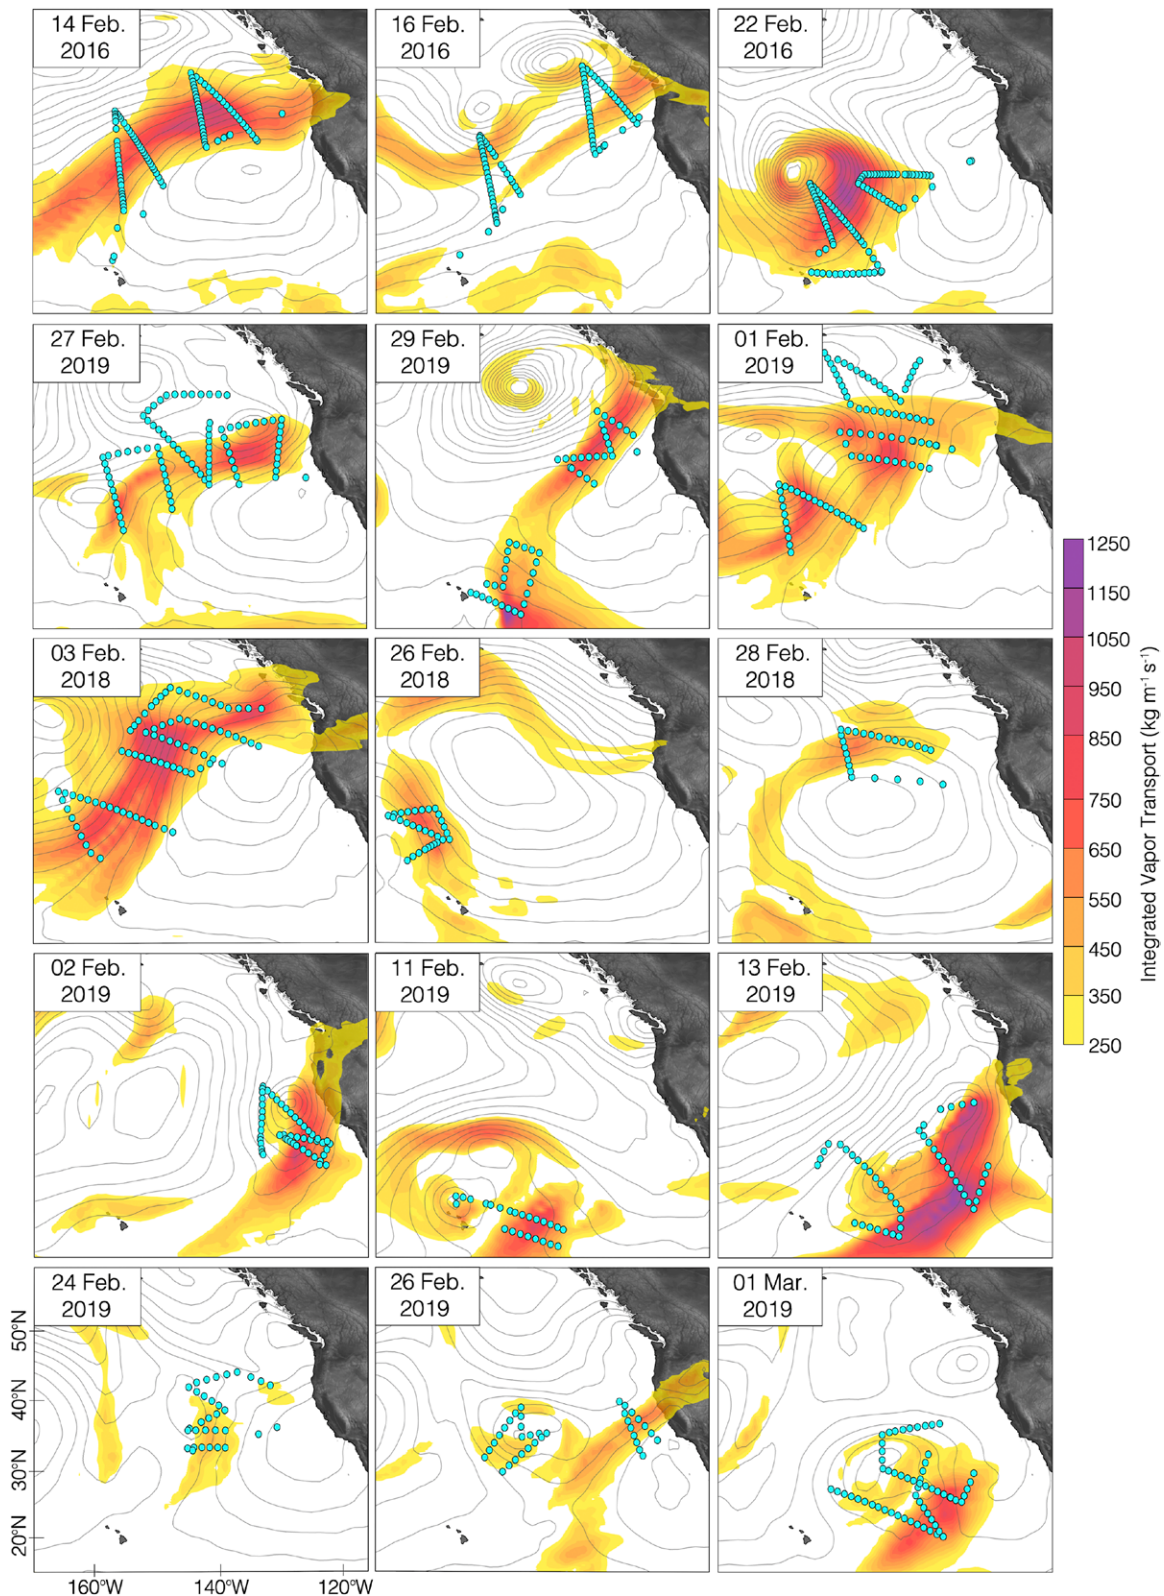 14 Feb.
2016
16 Feb.
2016
22 Feb.
2016
27 Feb.
2019
29 Feb.
2019
01 Feb.
2019
03 Feb.
2018
26 Feb.
2018
28 Feb.
2018
02 Feb.
2019
11 Feb.
2019
13 Feb.
2019
24 Feb.
2019
26 Feb.
2019
01 Mar.
2019
1250
1150
1050
950
850
750
650
550
450
350
250
Integrated Vapor Transport (kg m⁻¹ s⁻¹)
50°N
40°N
30°N
20°N
160°W
140°W
120°W